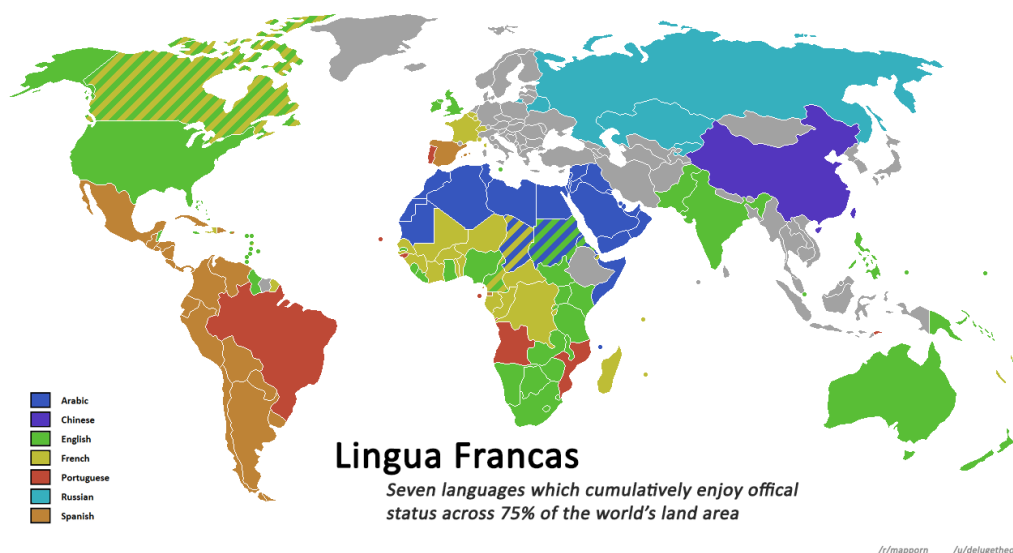 Arabic
Chinese
English
French
Portuguese
Russian
Spanish
Lingua Francas
Seven languages which cumulatively enjoy offical
status across 75% of the world's land area
/r/mapporn /u/delugetheo